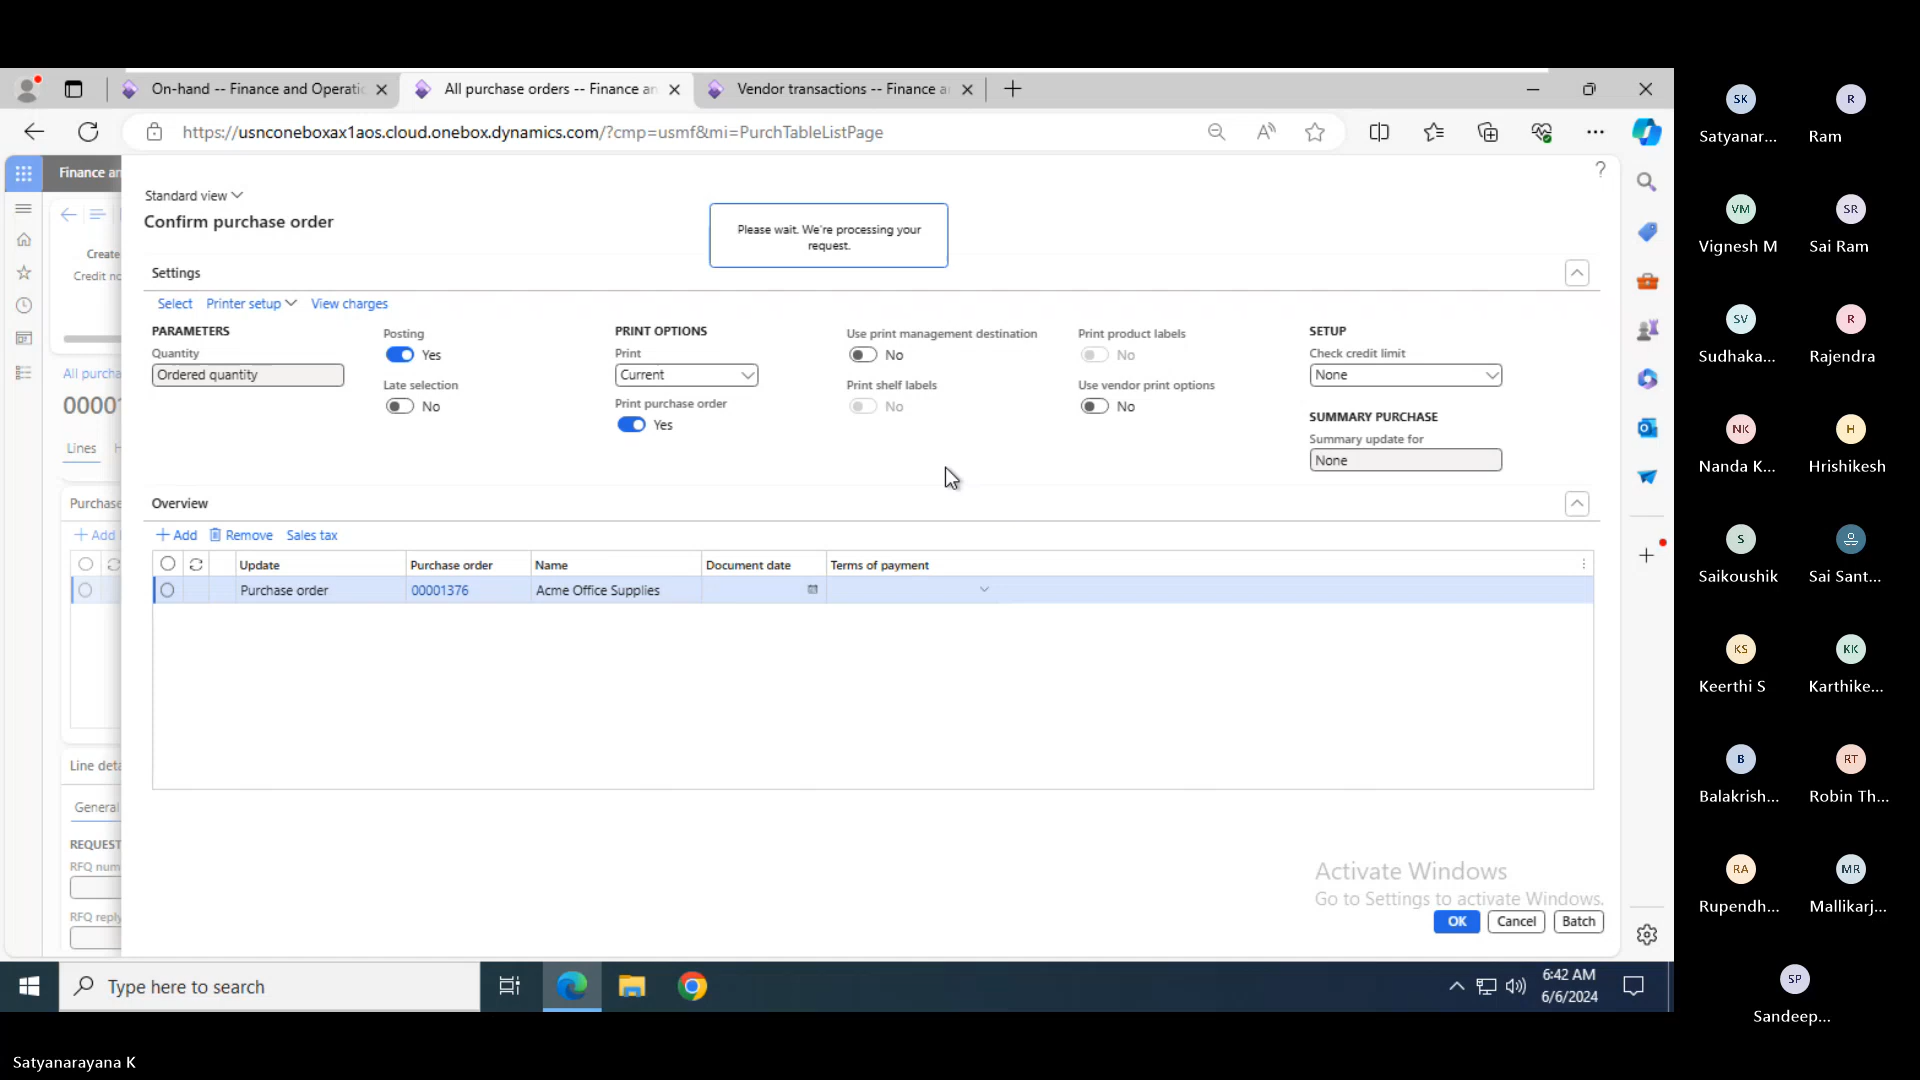 On-hand -- Finance and Operatio
All purchase orders -- Finance an
Vendor transactions -- Finance a
https://usnconeboxax1aos.cloud.onebox.dynamics.com/?cmp=usmf&mi=PurchTableListPage
Finance an
Create
Credit no
All purcha
0000
Lines
Purchase
Add
Line deta
General
REQUEST
RFQ num
RFQ reply
Standard view
Confirm purchase order
Please wait. We're processing your
request.
?
Settings
Select Printer setup View charges
PARAMETERS
Quantity
Ordered quantity
Posting
Yes
Late selection
No
PRINT OPTIONS
Print
Current
Print purchase order
Yes
Use print management destination
No
Print shelf labels
No
Print product labels
No
Use vendor print options
No
SETUP
Check credit limit
None
SUMMARY PURCHASE
Summary update for
None
Overview
Add Remove Sales tax
Update Purchase order Name Document date Terms of payment
Purchase order 00001376 Acme Office Supplies
Activate Windows
Go to Settings to activate Windows.
OK Cancel Batch
Type here to search
6:42 AM
6/6/2024
SK R
Satyanar... Ram
VM SR
Vignesh M Sai Ram
SV R
Sudhaka... Rajendra
NK H
Nanda K... Hrishikesh
S
Saikoushik Sai Sant...
KS KK
Keerthi S Karthike...
B RT
Balakrish... Robin Th...
RA MR
Rupendh... Mallikarj...
SP
Sandeep...
Satyanarayana K